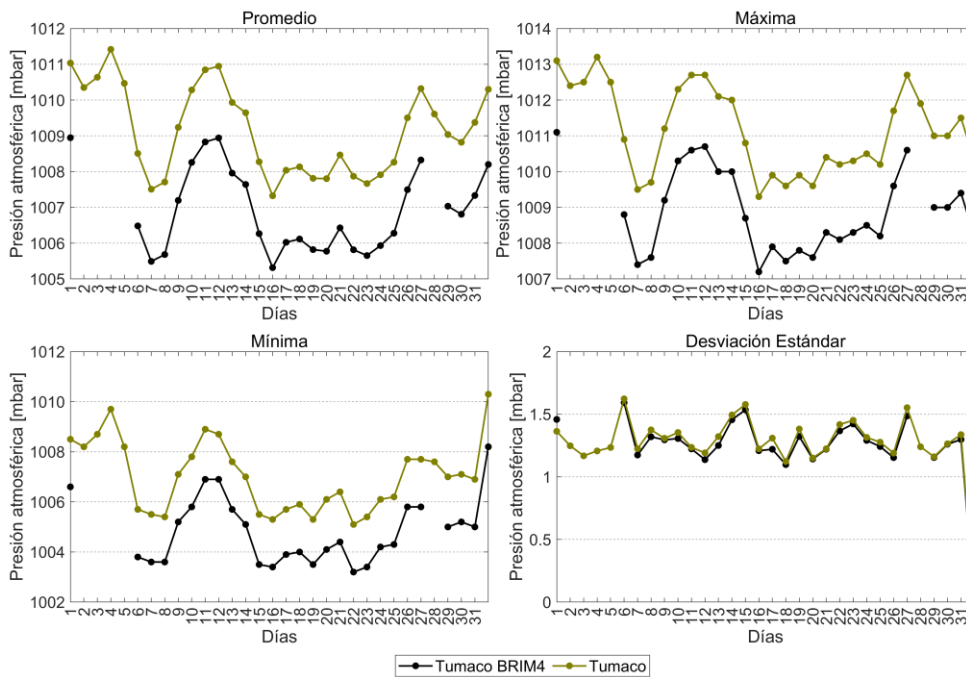 Promedio
Presión atmosférica [mbar]
1012
1011
1010
1009
1008
1007
1006
1005
1 2 3 4 5 6 7 8 9 10 11 12 13 14 15 16 17 18 19 20 21 22 23 24 25 26 27 28 29 30 31
Días
Máxima
Presión atmosférica [mbar]
1014
1013
1012
1011
1010
1009
1008
1007
1 2 3 4 5 6 7 8 9 10 11 12 13 14 15 16 17 18 19 20 21 22 23 24 25 26 27 28 29 30 31
Días
Mínima
Presión atmosférica [mbar]
1012
1010
1008
1006
1004
1002
1 2 3 4 5 6 7 8 9 10 11 12 13 14 15 16 17 18 19 20 21 22 23 24 25 26 27 28 29 30 31
Días
Desviación Estándar
Presión atmosférica [mbar]
2
1.5
1
0.5
0
1 2 3 4 5 6 7 8 9 10 11 12 13 14 15 16 17 18 19 20 21 22 23 24 25 26 27 28 29 30 31
Días
Tumaco BRIM4 Tumaco